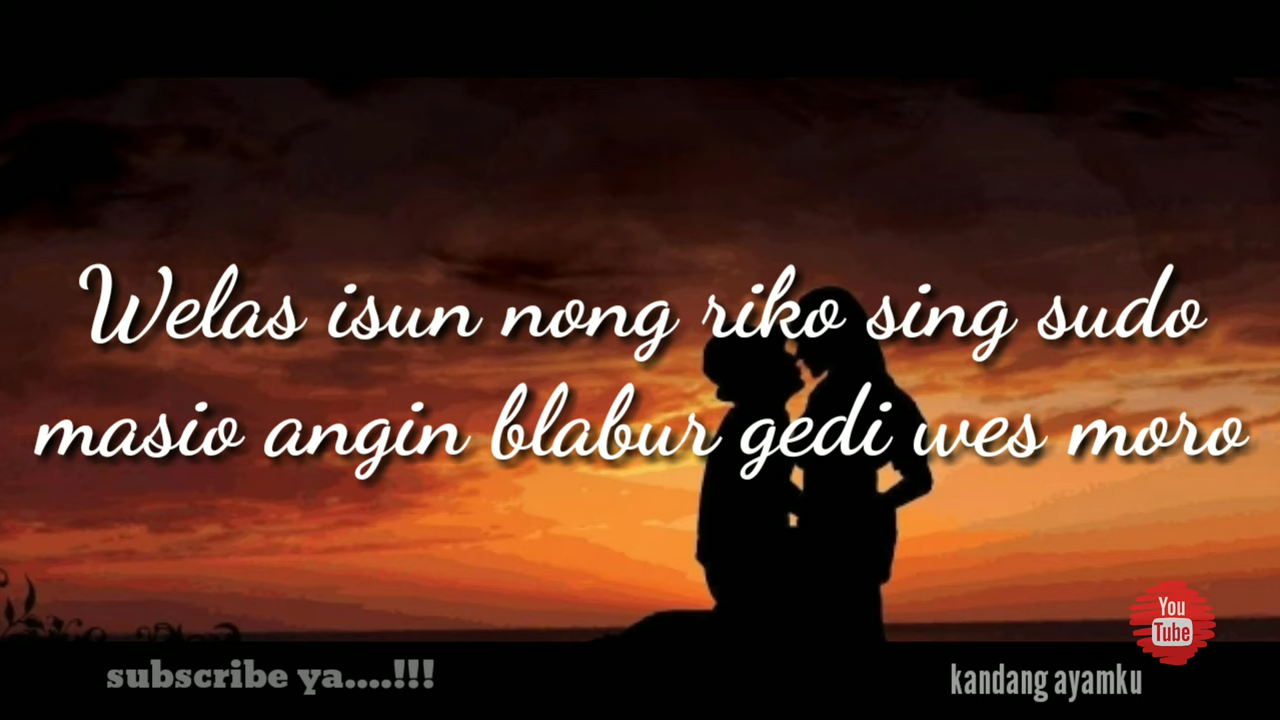 Welas isun nong riko sing sudo
masio angin blabur gedi wes moro
You
Tube
subscribe ya....!!!
kandang ayamku